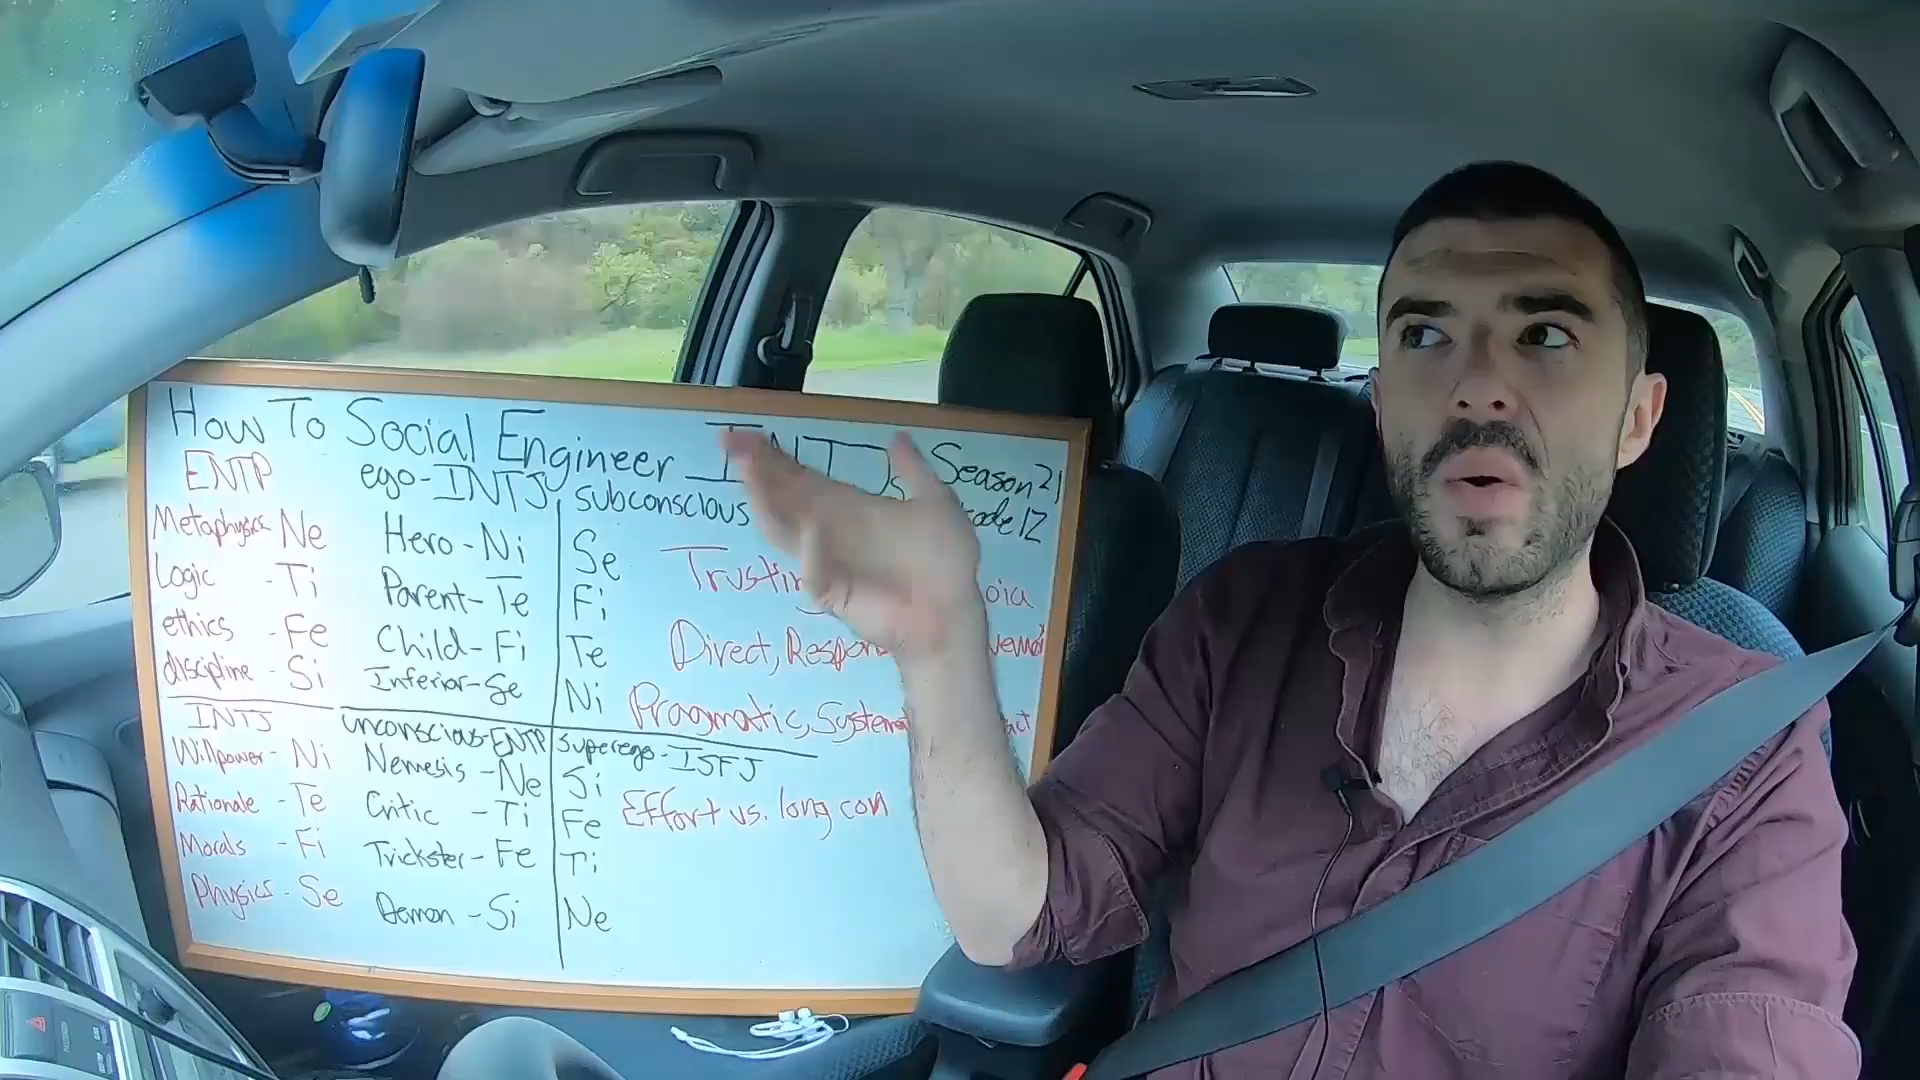 How To Social Engineer INTJs
Season 21
ENTP
ego-INTJ
subconscious
12
Metaphysics Ne
Hero-Ni
Se
Logic -Ti
Parent-Te
Fi
ethics -Fe
Child-Fi
Te
discipline -Si
Inferior-Se
Ni
Direct,
Pragmatic,
INTJ
unconscious-ENTP
superego-ISFJ
Willpower-Ni
Nemesis -Ne
Si
Rationale -Te
Critic -Ti
Fe
Effort vs. long con
Morals -Fi
Trickster-Fe
Ti
Physics-Se
Demon -Si
Ne